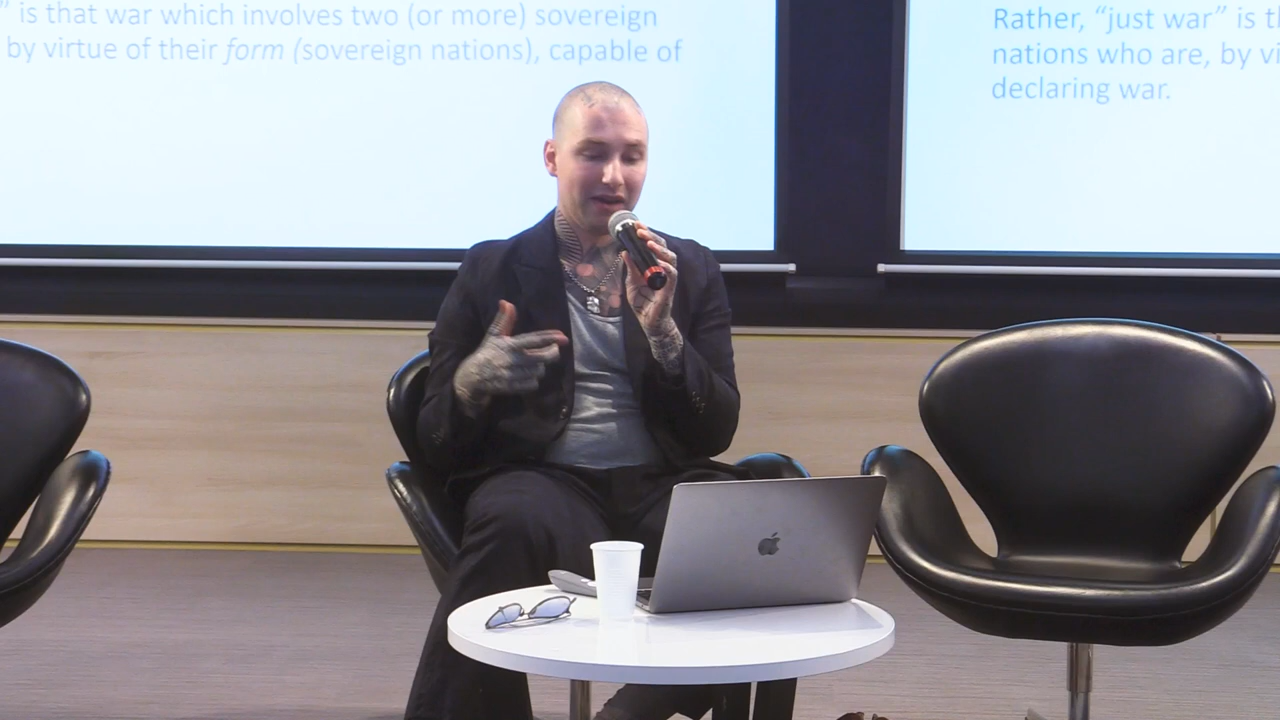 ” is that war which involves two (or more) sovereign
by virtue of their form (sovereign nations), capable of
Rather, “just war” is t
nations who are, by vi
declaring war.